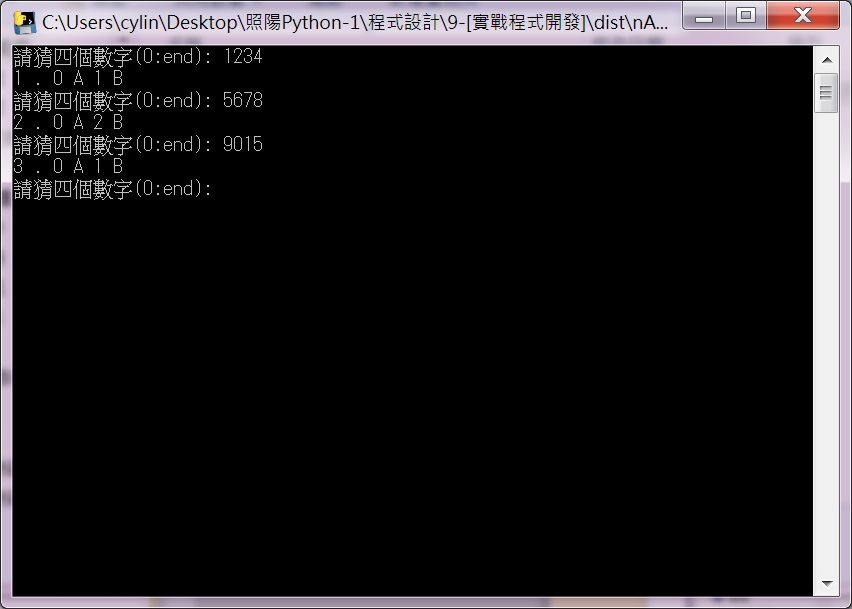 C:\Users\cylin\Desktop\照陽Python-1\程式設計\9-[實戰程式開發]\dist\nA...
請猜四個數字(0:end): 1234
1 . 0 A 1 B
請猜四個數字(0:end): 5678
2 . 0 A 2 B
請猜四個數字(0:end): 9015
3 . 0 A 1 B
請猜四個數字(0:end):